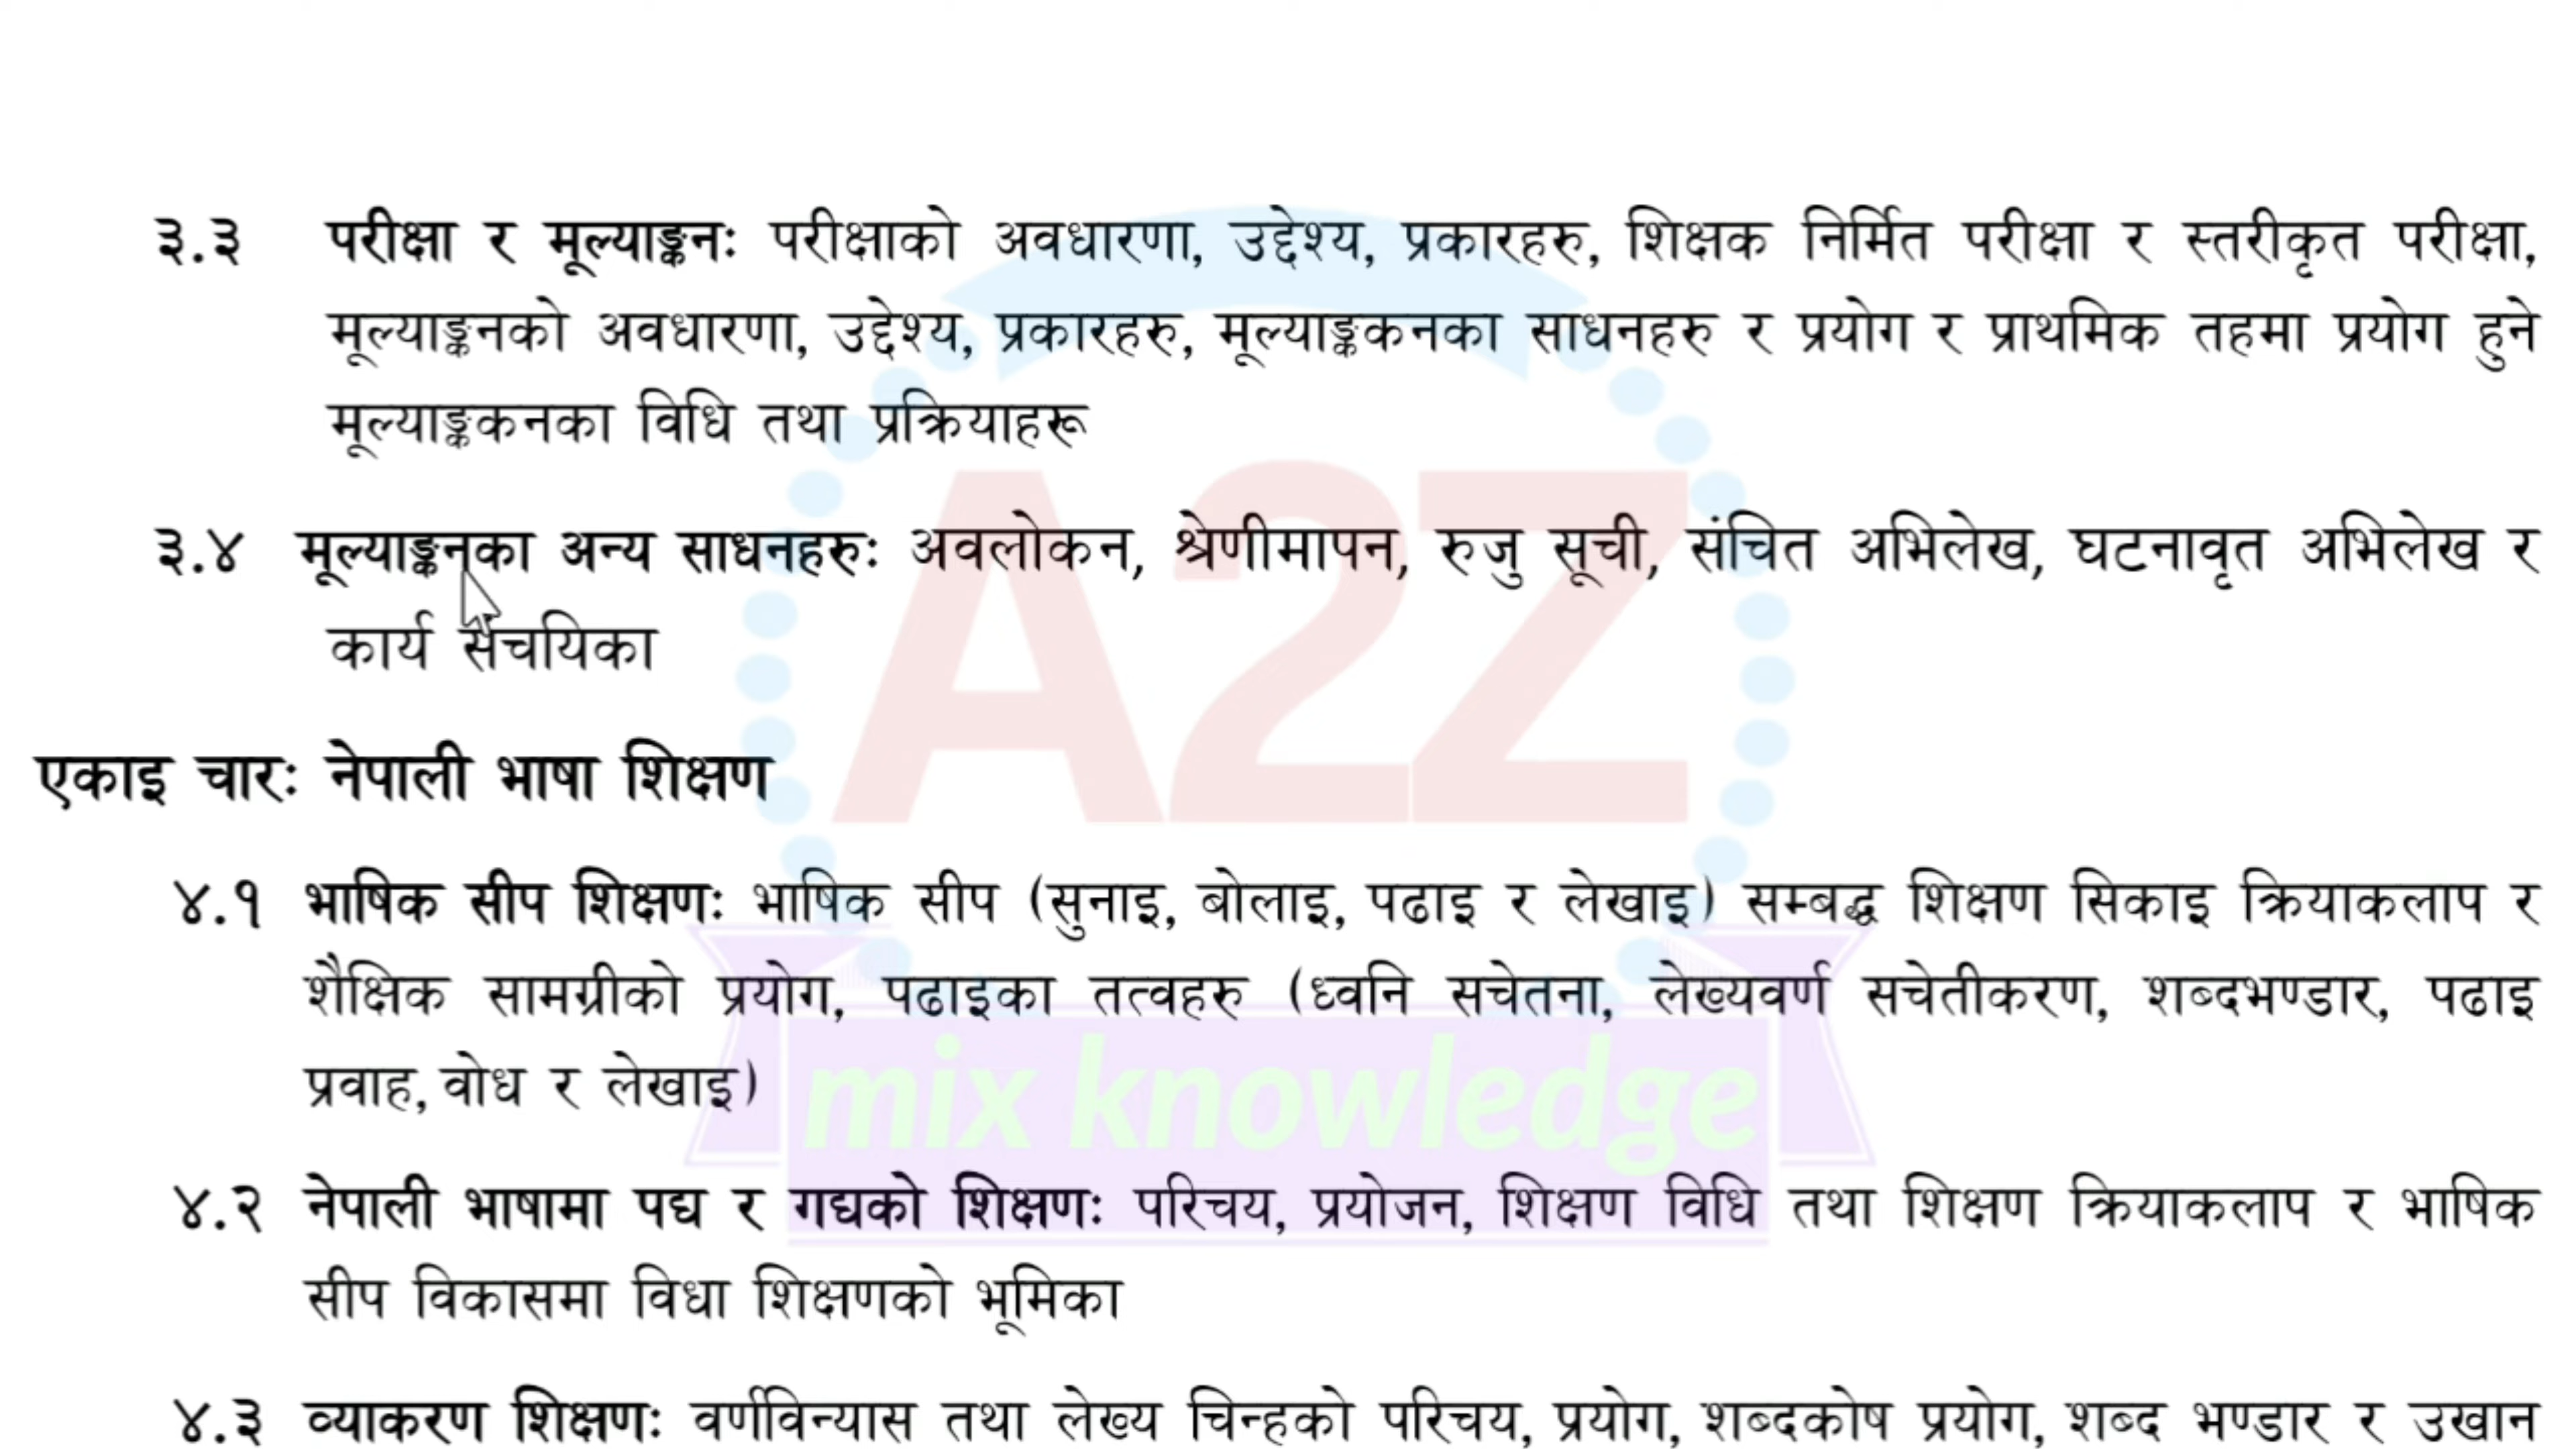 ३.३ परीक्षा र मूल्याङ्कनः परीक्षाको अवधारणा, उद्देश्य, प्रकारहरु, शिक्षक निर्मित परीक्षा र स्तरीकृत परीक्षा,
मूल्याङ्कनको अवधारणा, उद्देश्य, प्रकारहरु, मूल्याङ्ककनका साधनहरु र प्रयोग र प्राथमिक तहमा प्रयोग हुने
मूल्याङ्ककनका विधि तथा प्रक्रियाहरू
३.४ मूल्याङ्कनका अन्य साधनहरुः अवलोकन, श्रेणीमापन, रुजु सूची, संचित अभिलेख, घटनावृत अभिलेख र
कार्य संचयिका
A2Z
एकाइ चारः नेपाली भाषा शिक्षण
४.१ भाषिक सीप शिक्षणः भाषिक सीप (सुनाइ, बोलाइ, पढाइ र लेखाइ) सम्बद्ध शिक्षण सिकाइ क्रियाकलाप र
शैक्षिक सामग्रीको प्रयोग, पढाइका तत्वहरु (ध्वनि सचेतना, लेख्यवर्ण सचेतीकरण, शब्दभण्डार, पढाइ
प्रवाह, वोध र लेखाइ)
mix knowledge
४.२ नेपाली भाषामा पद्य र गद्यको शिक्षणः परिचय, प्रयोजन, शिक्षण विधि तथा शिक्षण क्रियाकलाप र भाषिक
सीप विकासमा विधा शिक्षणको भूमिका
४.३ व्याकरण शिक्षणः वर्णविन्यास तथा लेख्य चिन्हको परिचय, प्रयोग, शब्दकोष प्रयोग, शब्द भण्डार र उखान